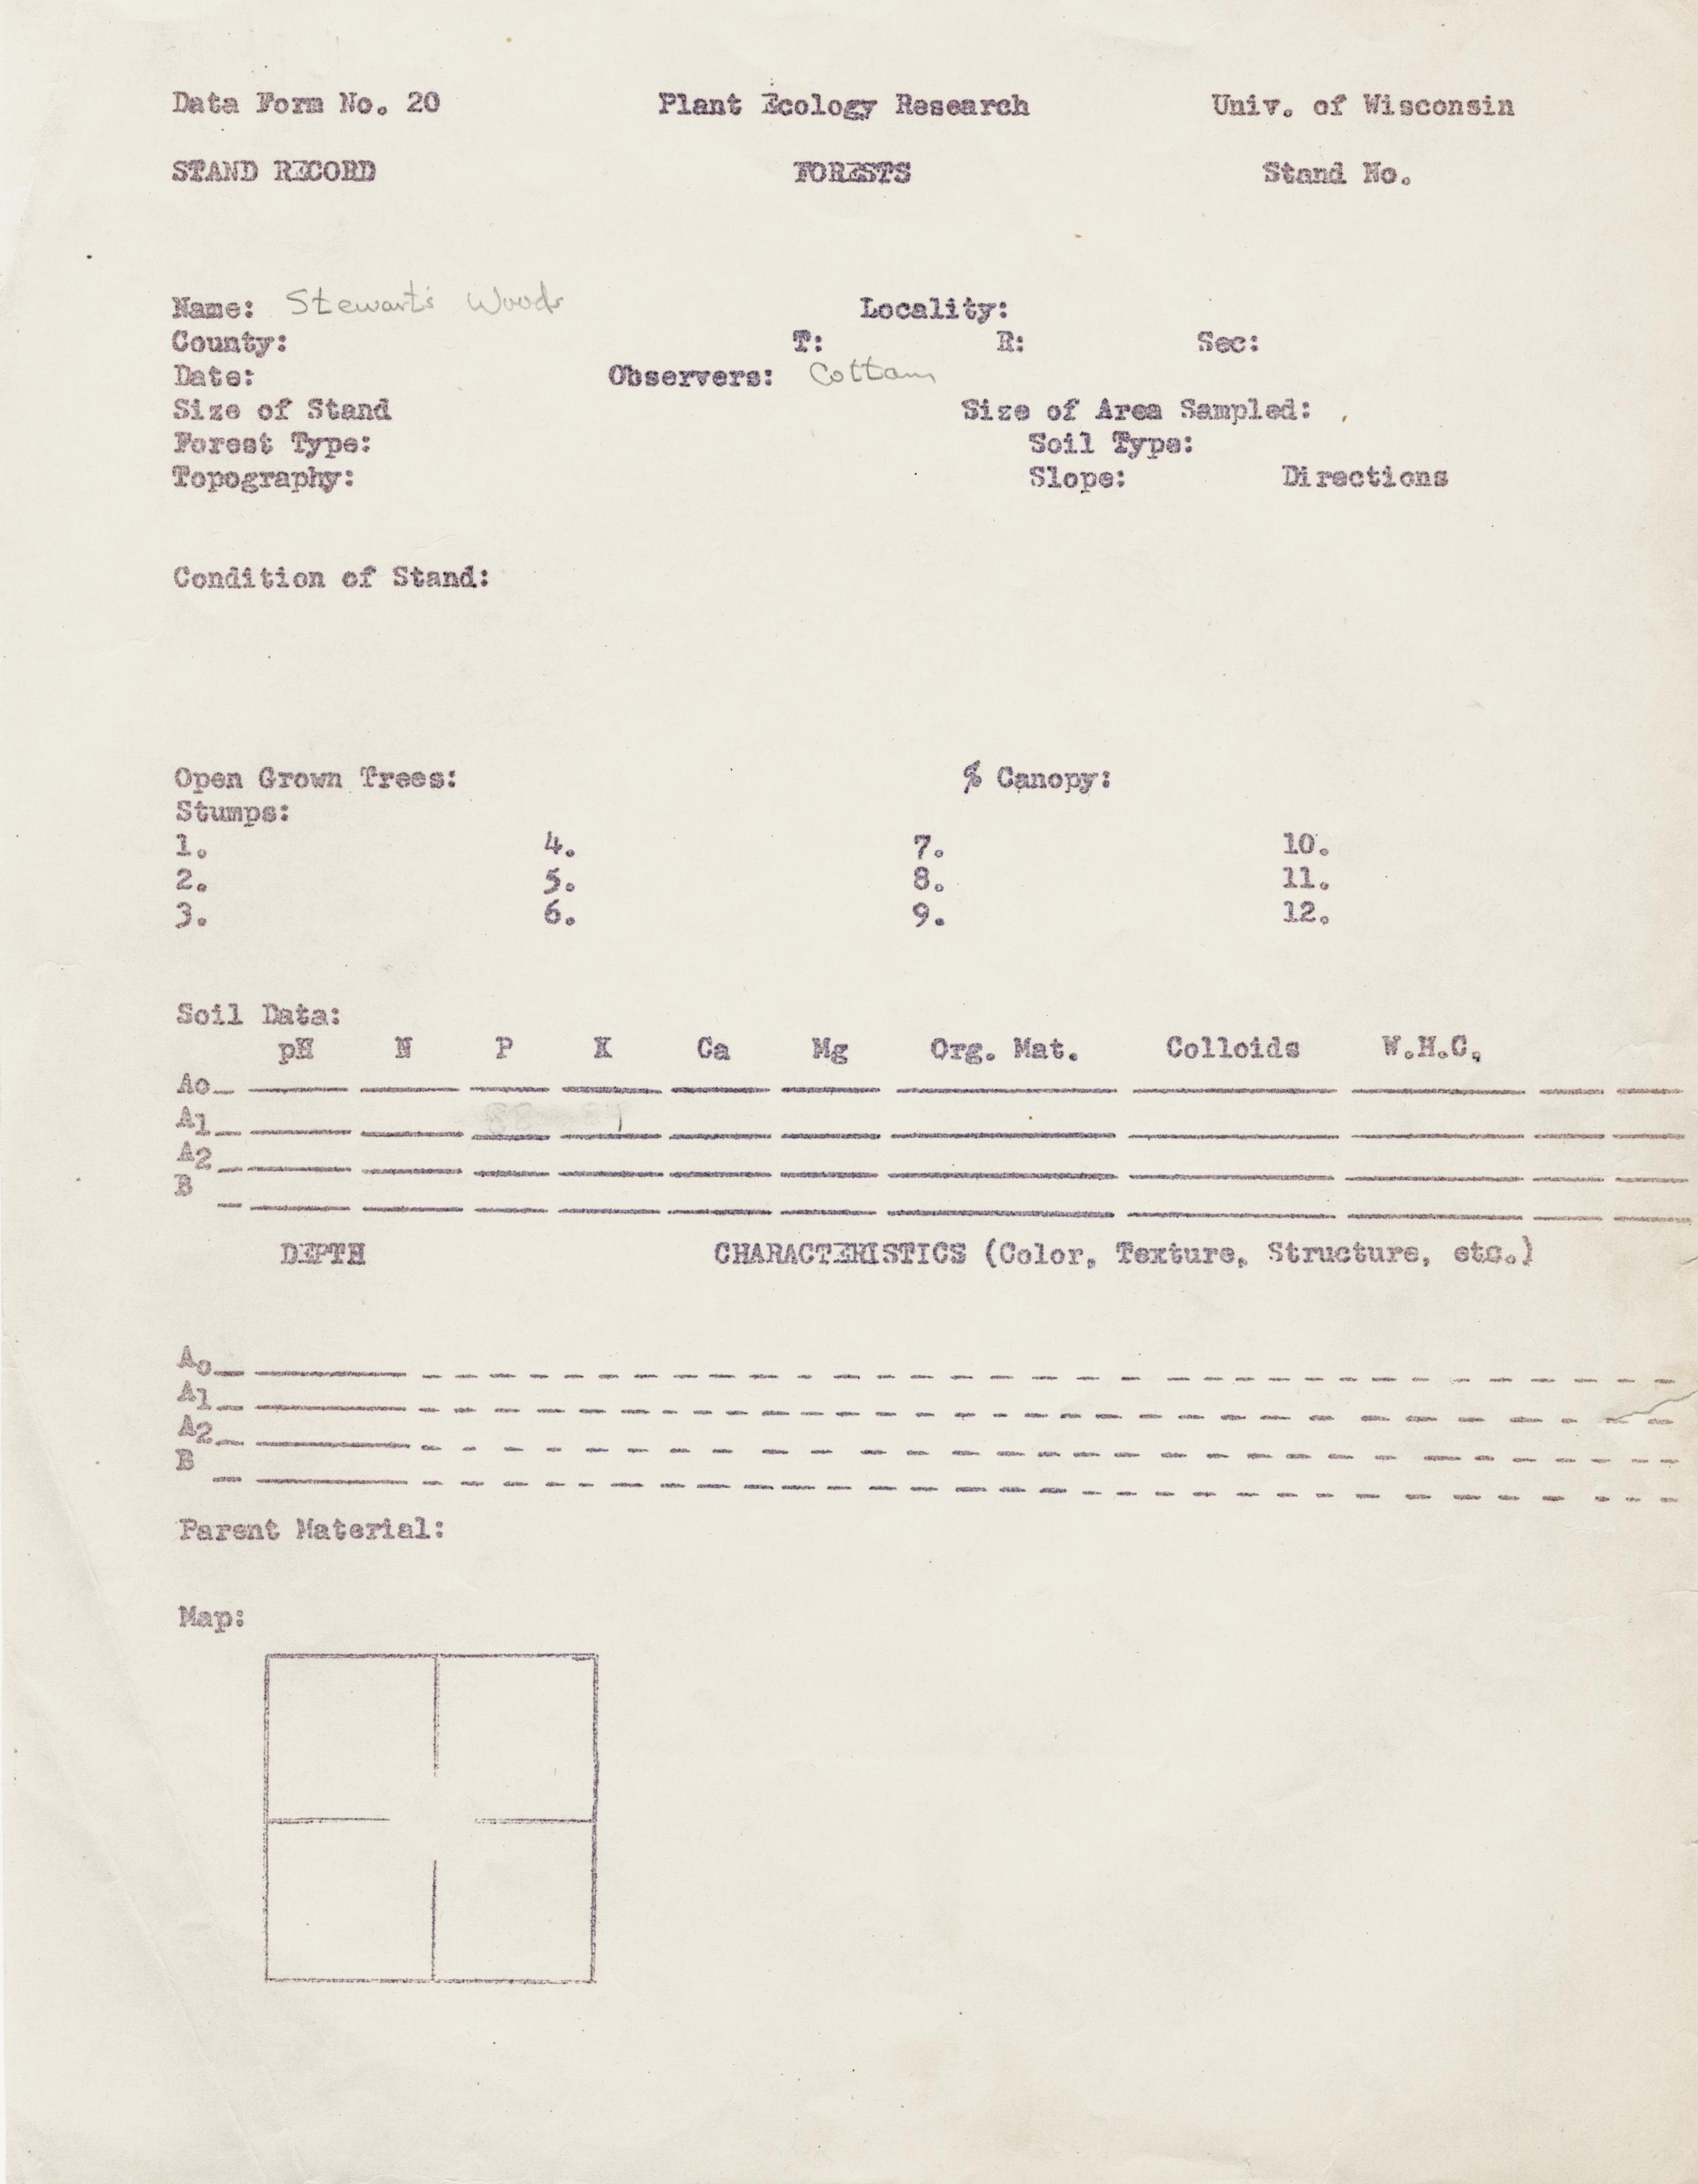 Data Form No. 20 Plant Ecology Research Univ. of Wisconsin
STAND RECORD FORESTS Stand No.
Name: Stewart's Woods Locality:
County: T: R: Sec:
Date: Observers: Cottam
Size of Stand Size of Area Sampled:
Forest Type: Soil Type:
Topography: Slope: Directions
Condition of Stand:
Open Grown Trees: % Canopy:
Stumps:
1. 4. 7. 10.
2. 5. 8. 11.
3. 6. 9. 12.
Soil Data:
pH N P K Ca Mg Org. Mat. Colloids W.H.C.
Ao
A1
A2
B
DEPTH CHARACTERISTICS (Color, Texture, Structure, etc.)
Ao
A1
A2
B
Parent Material:
Map: